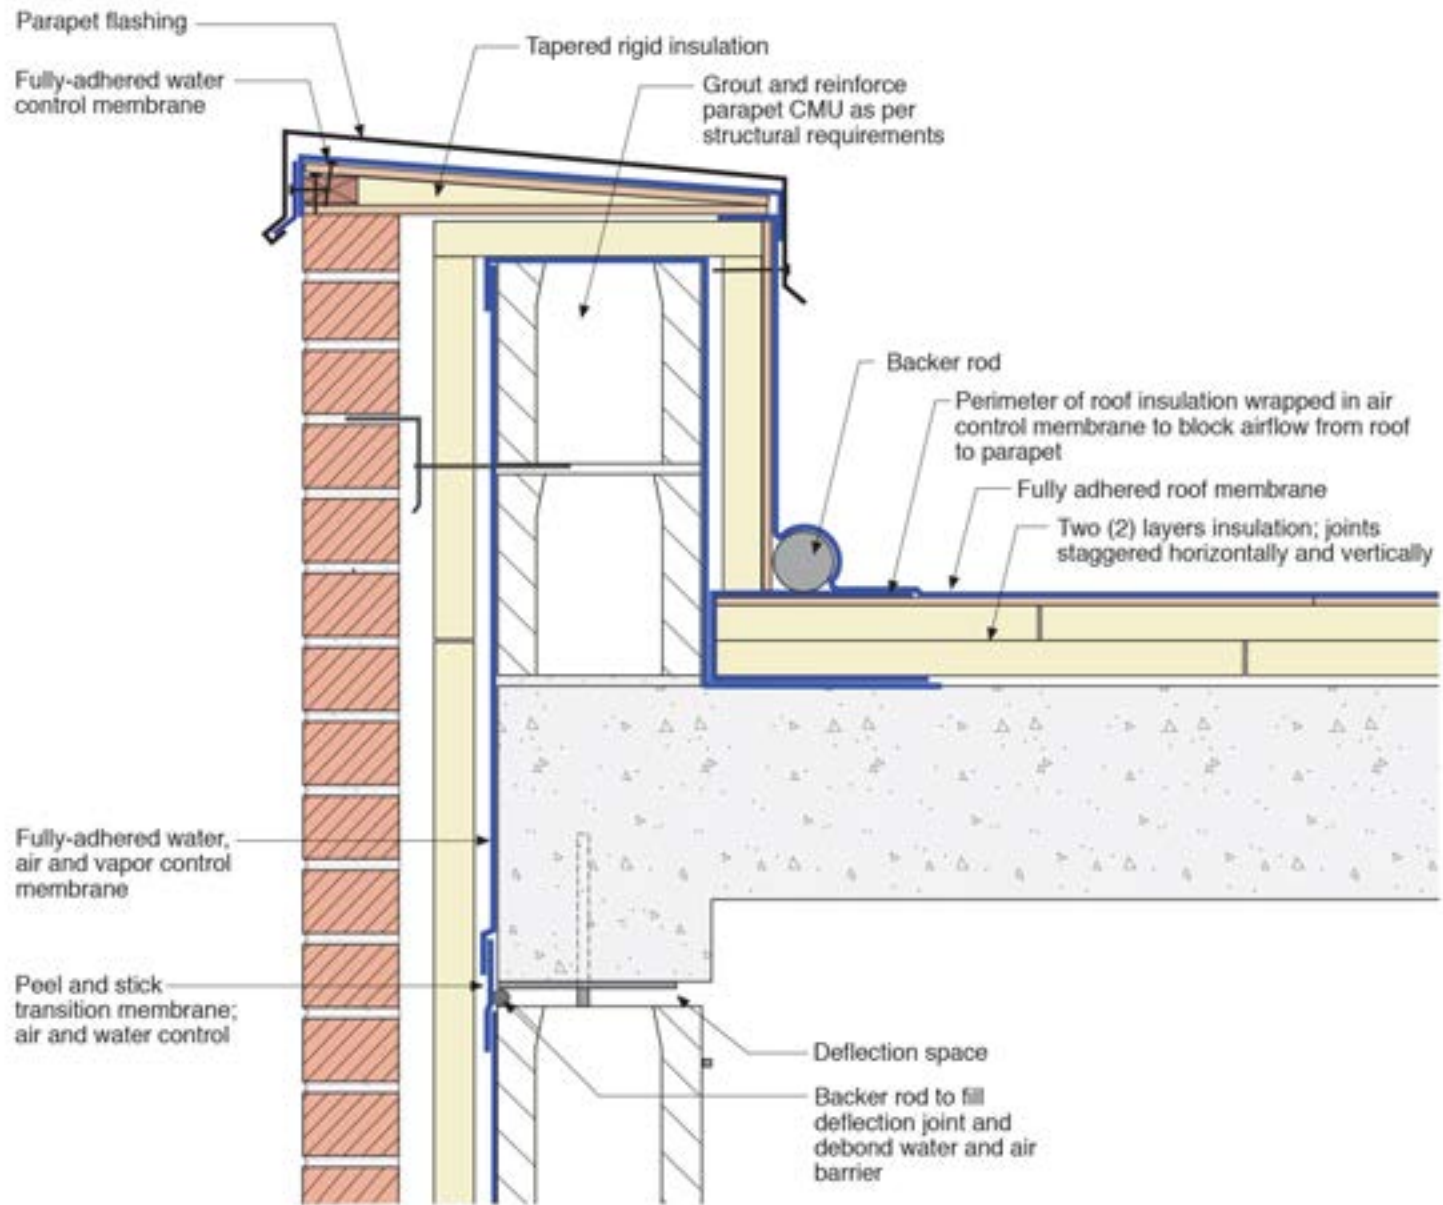 Parapet flashing
Tapered rigid insulation
Fully-adhered water
control membrane
Grout and reinforce
parapet CMU as per
structural requirements
Backer rod
Perimeter of roof insulation wrapped in air
control membrane to block airflow from roof
to parapet
Fully adhered roof membrane
Two (2) layers insulation; joints
staggered horizontally and vertically
Fully-adhered water,
air and vapor control
membrane
Peel and stick
transition membrane;
air and water control
Deflection space
Backer rod to fill
deflection joint and
debond water and air
barrier